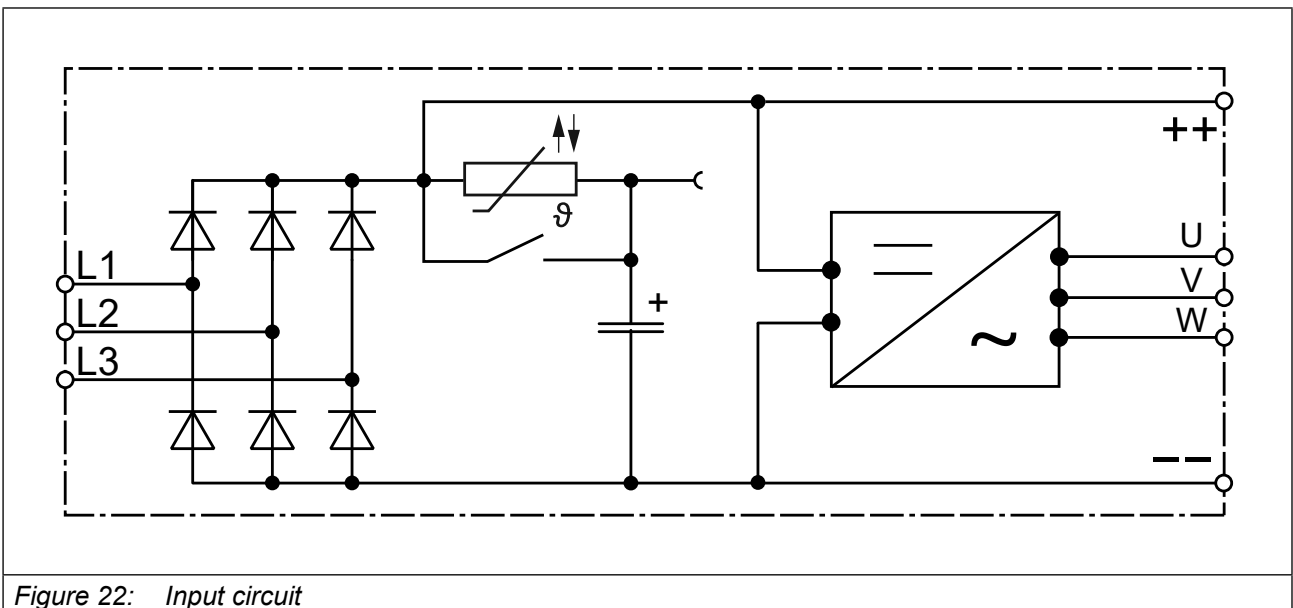 ++
ϑ
U
L1
V
+
L2
W
~
L3
−−
Figure 22: Input circuit